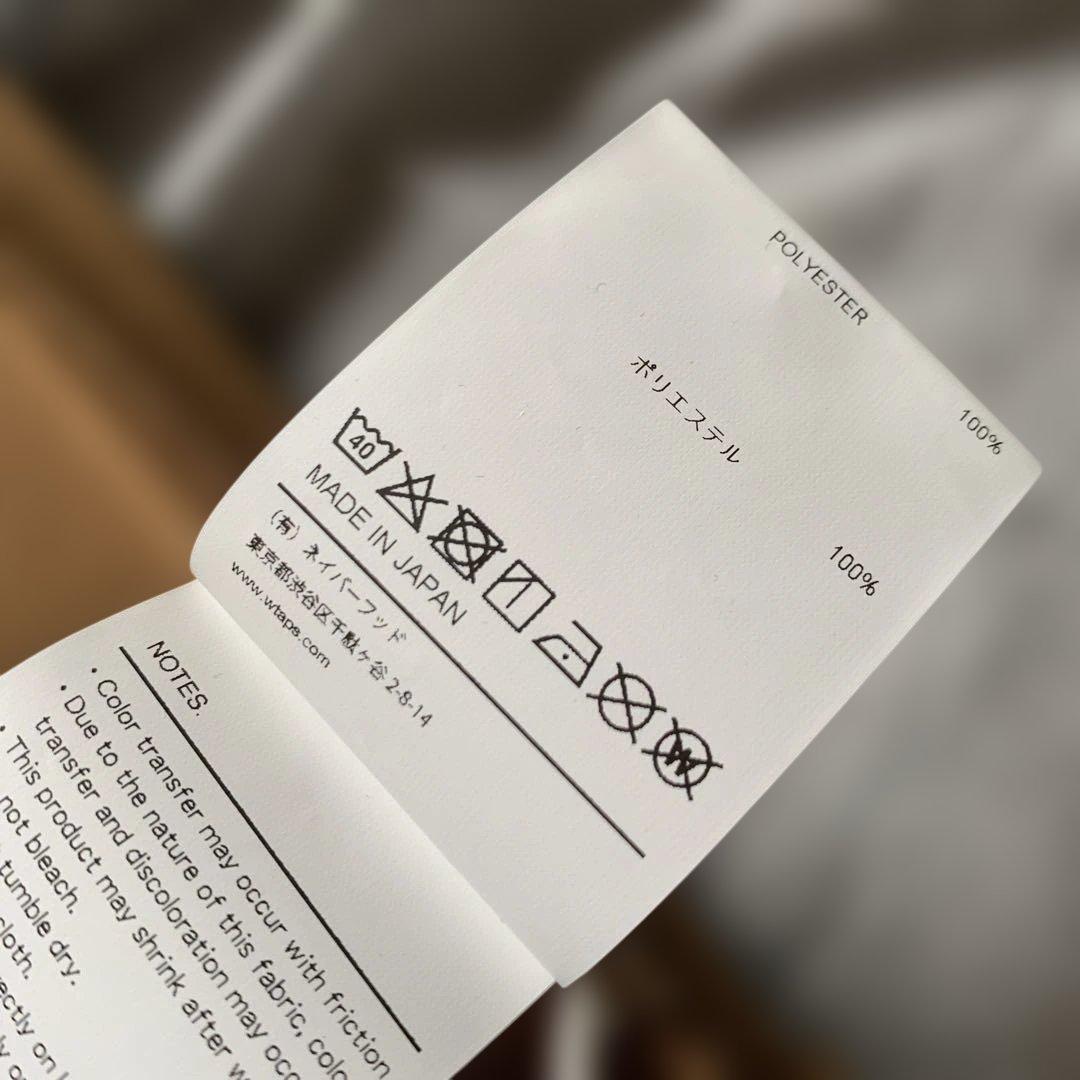 POLYESTER 100%
ポリエステル 100%
40
MADE IN JAPAN
(有) ネイバーフッド
東京都渋谷区千駄ヶ谷 2-8-14
www.wtaps.com
NOTES.
• Color transfer may occur with friction
• Due to the nature of this fabric, colo
transfer and discoloration may occ
• This product may shrink after w
not bleach.
tumble dry.
cloth.
ectly on